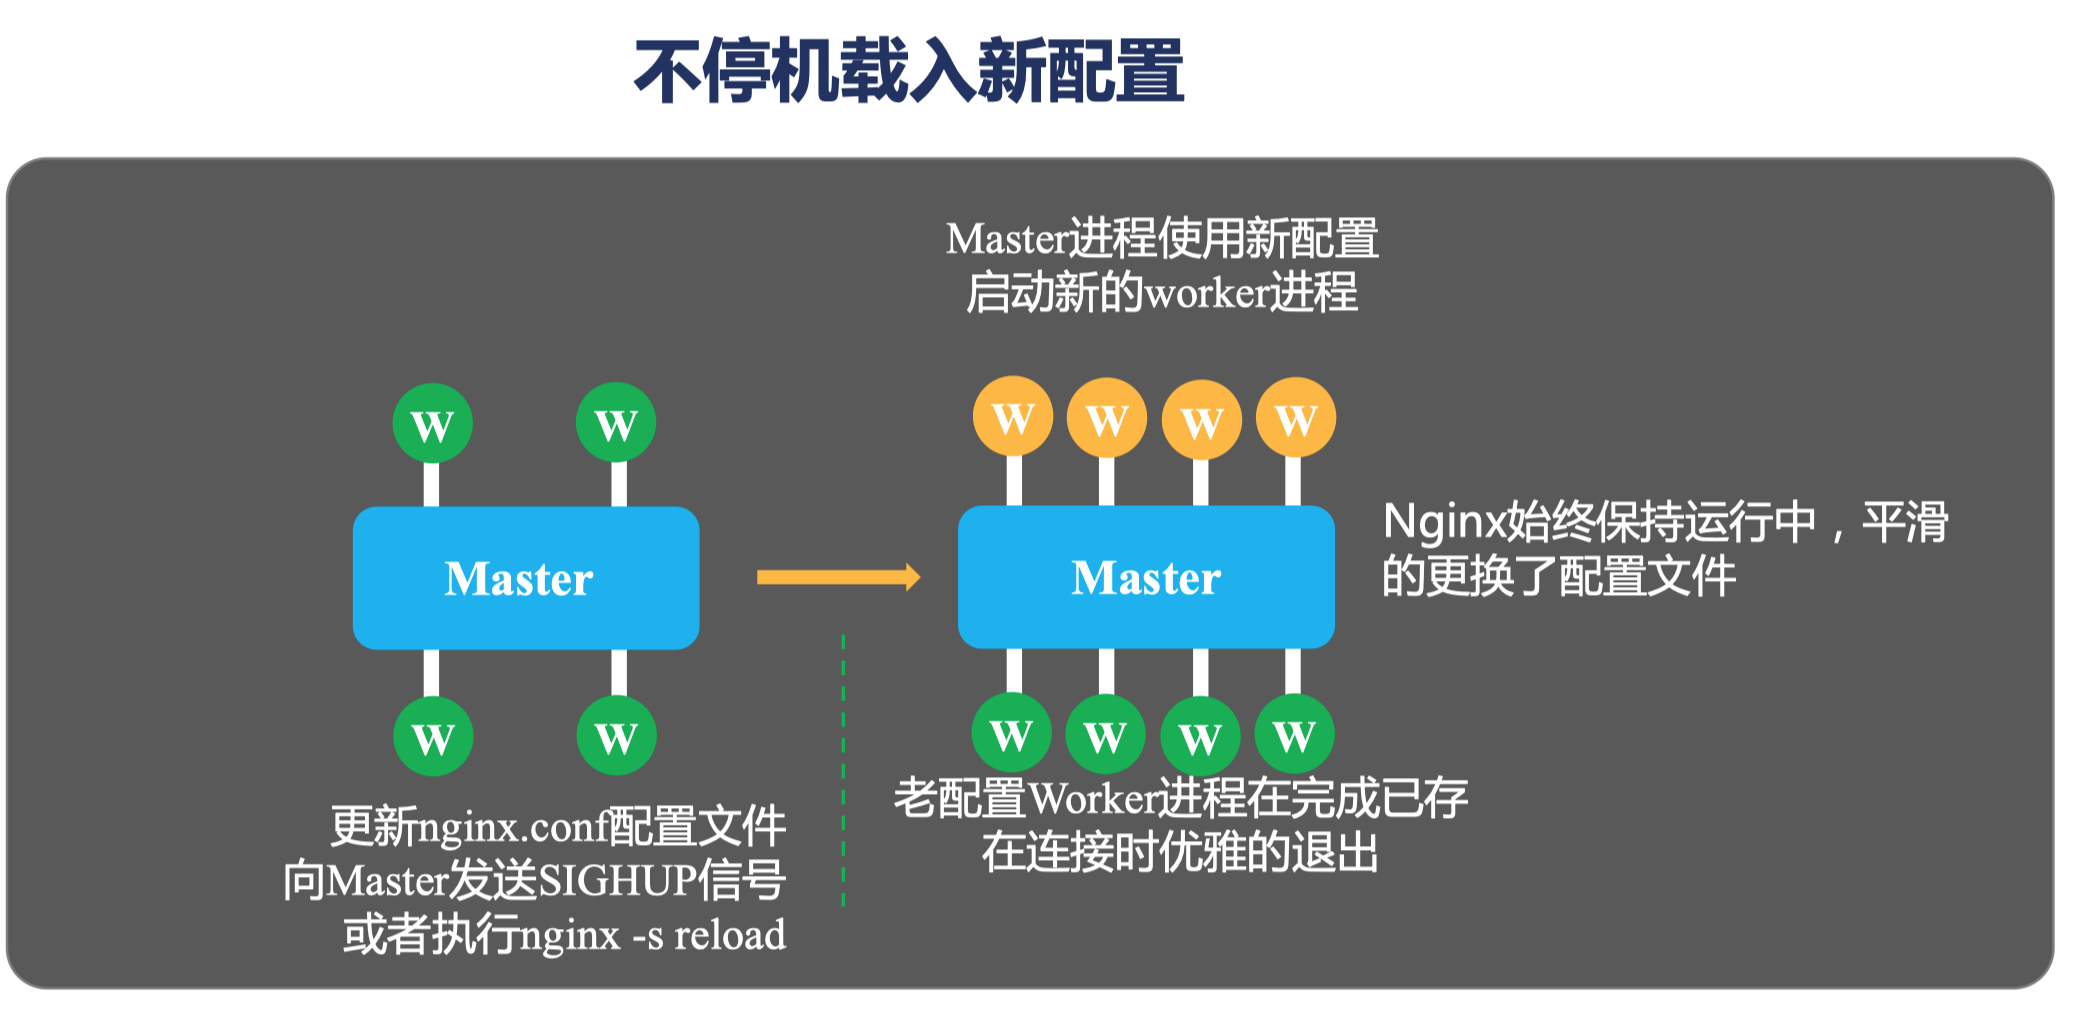 不停机载入新配置
Master进程使用新配置
启动新的worker进程
W W
W W W W
Master
Master
Nginx始终保持运行中，平滑
的更换了配置文件
W W
W W W W
更新nginx.conf配置文件
向Master发送SIGHUP信号
或者执行nginx -s reload
老配置Worker进程在完成已存
在连接时优雅的退出